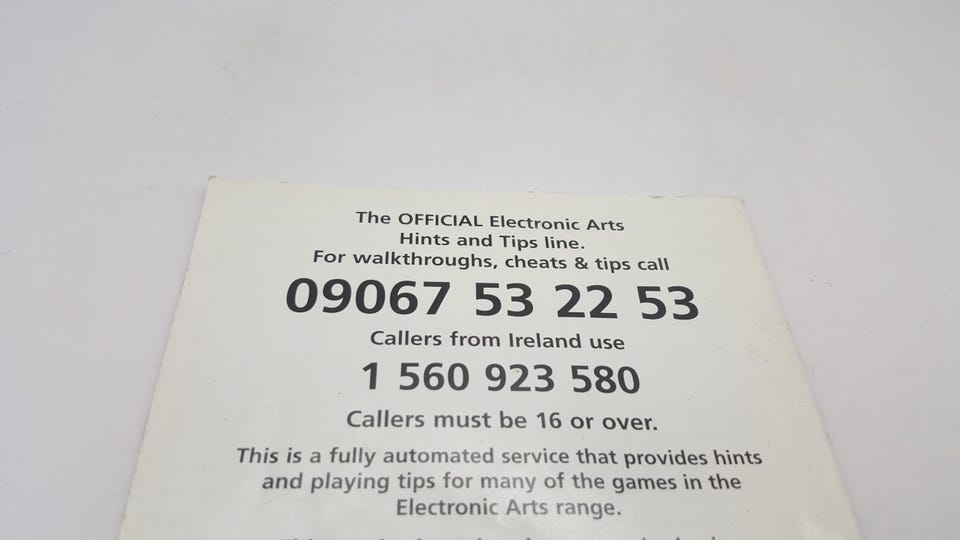 The OFFICIAL Electronic Arts
Hints and Tips line.
For walkthroughs, cheats & tips call
09067 53 22 53
Callers from Ireland use
1 560 923 580
Callers must be 16 or over.
This is a fully automated service that provides hints
and playing tips for many of the games in the
Electronic Arts range.